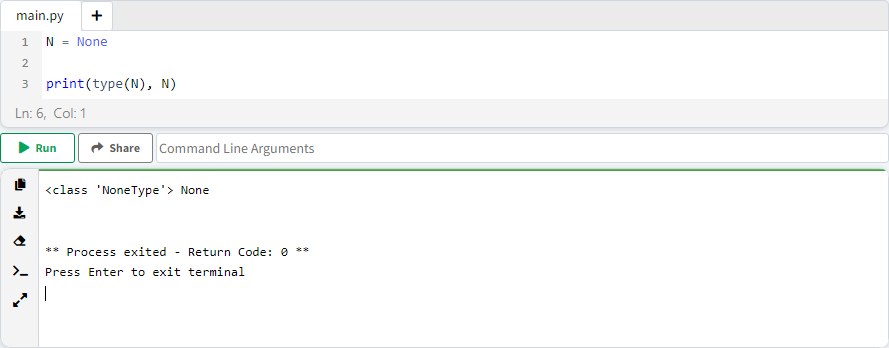 main.py +
1 N = None
2
3 print(type(N), N)
Ln: 6, Col: 1
Run Share Command Line Arguments
<class 'NoneType'> None
** Process exited - Return Code: 0 **
Press Enter to exit terminal